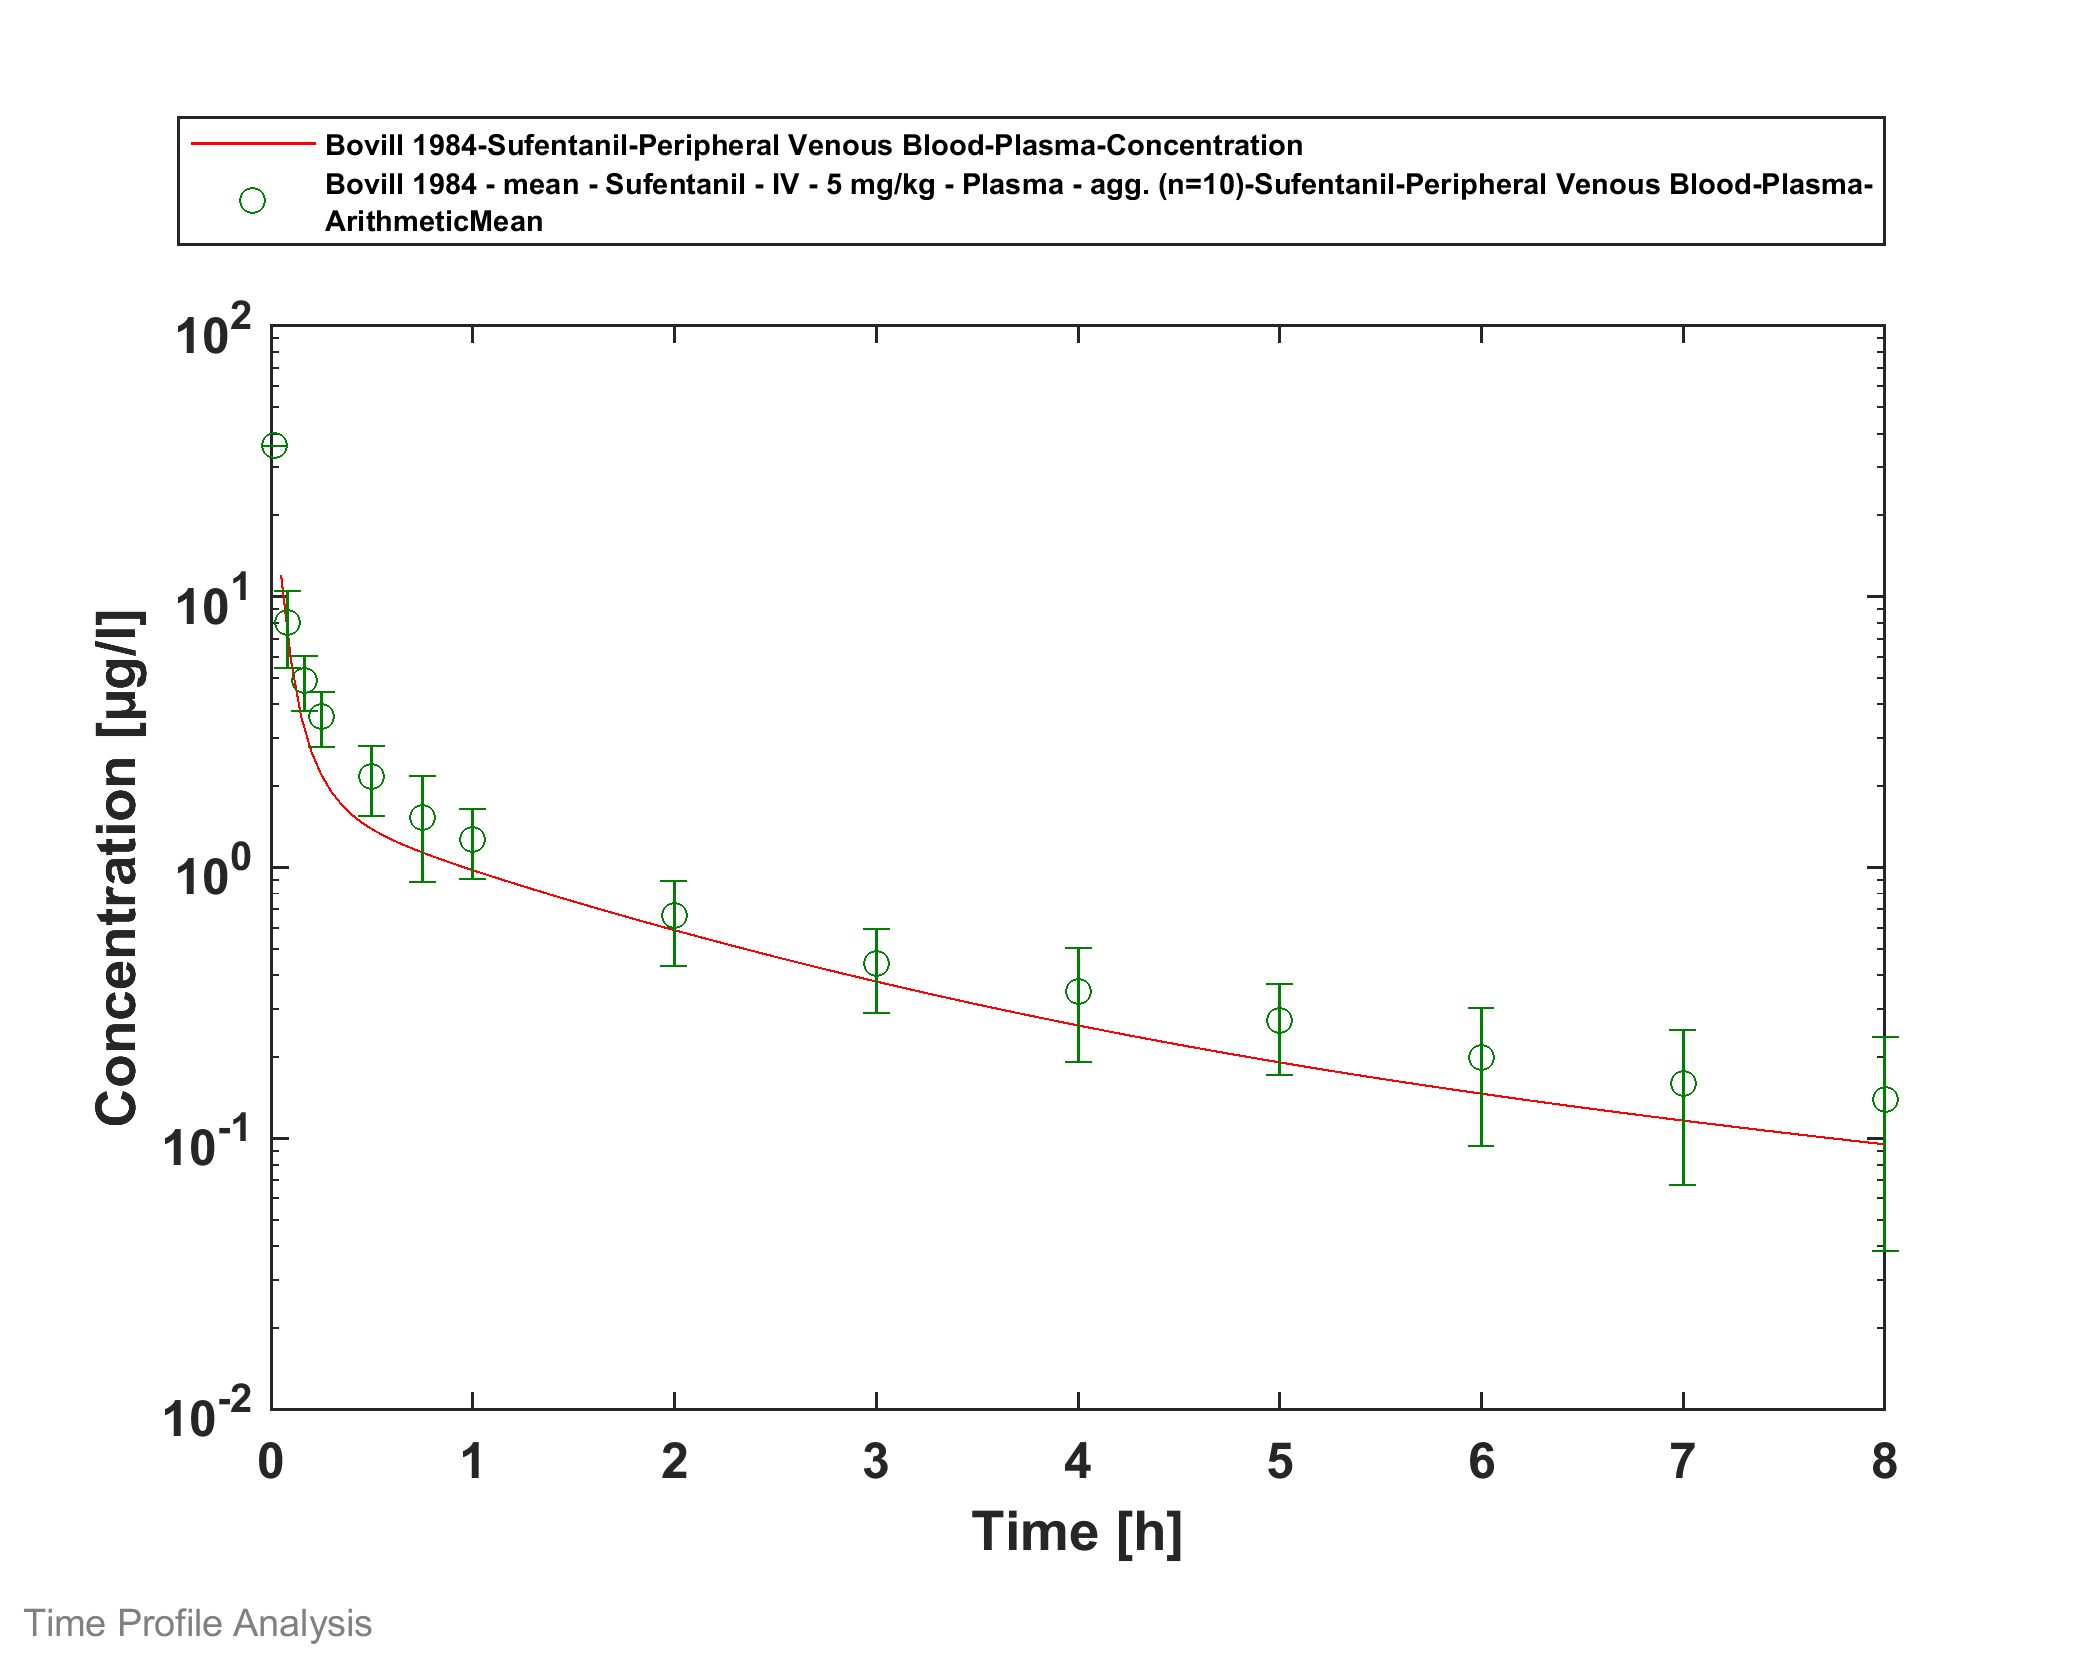 Bovill 1984-Sufentanil-Peripheral Venous Blood-Plasma-Concentration
Bovill 1984 - mean - Sufentanil - IV - 5 mg/kg - Plasma - agg. (n=10)-Sufentanil-Peripheral Venous Blood-Plasma-
ArithmeticMean
10^2
10^1
10^0
10^-1
10^-2
Concentration [µg/l]
0 1 2 3 4 5 6 7 8
Time [h]
Time Profile Analysis